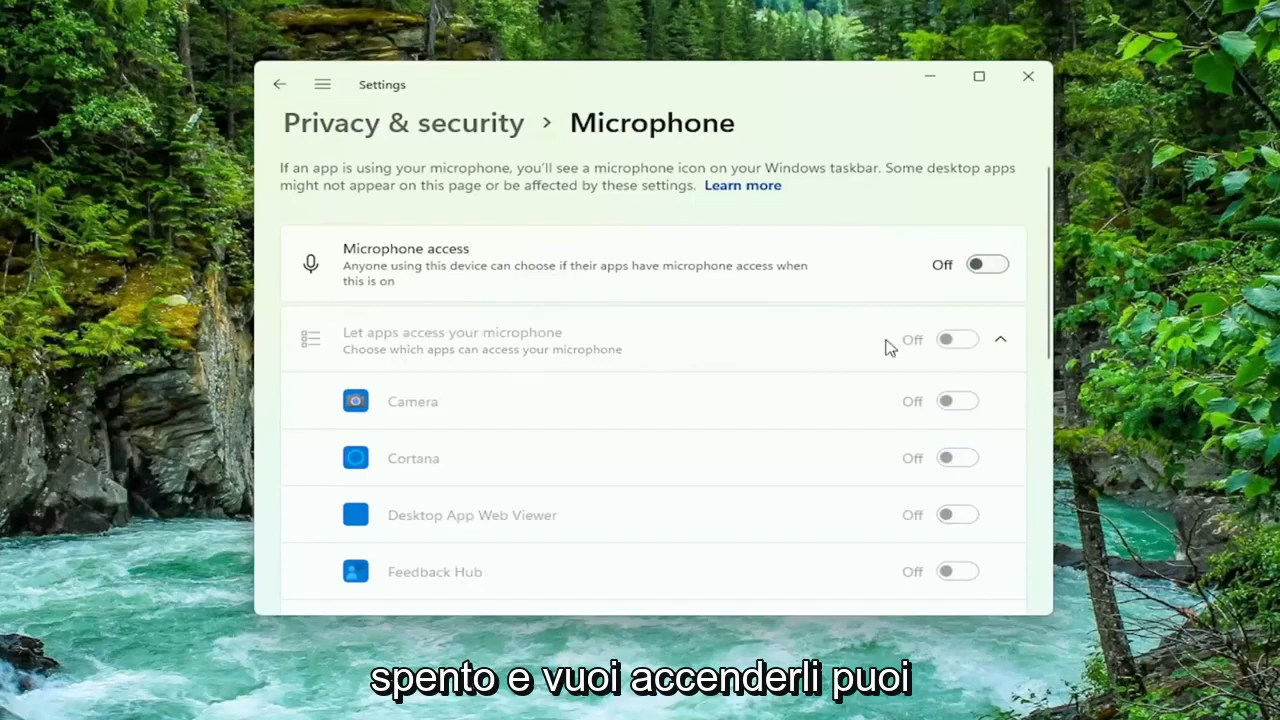 Settings
Privacy & security > Microphone
If an app is using your microphone, you'll see a microphone icon on your Windows taskbar. Some desktop apps
might not appear on this page or be affected by these settings. Learn more
Microphone access
Anyone using this device can choose if their apps have microphone access when
this is on
Off
Let apps access your microphone
Choose which apps can access your microphone
Off
Camera Off
Cortana Off
Desktop App Web Viewer Off
Feedback Hub Off
spento e vuoi accenderli puoi